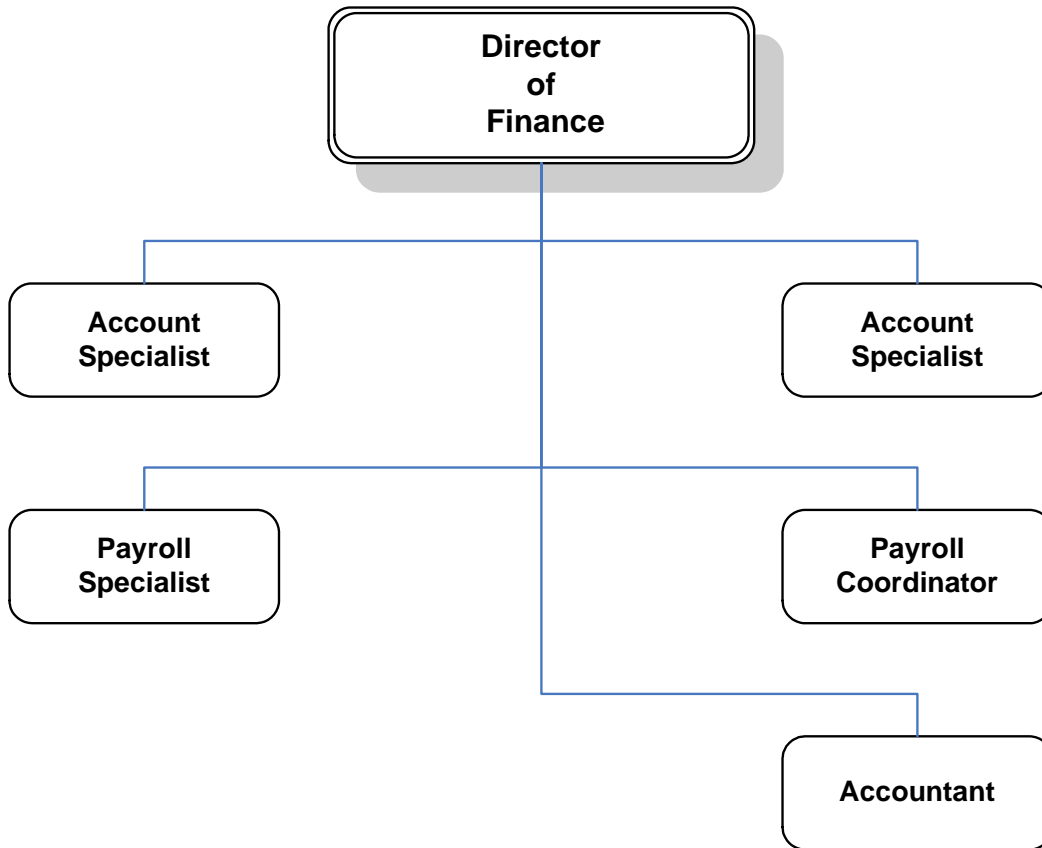 Director
of
Finance
Account
Specialist
Account
Specialist
Payroll
Specialist
Payroll
Coordinator
Accountant